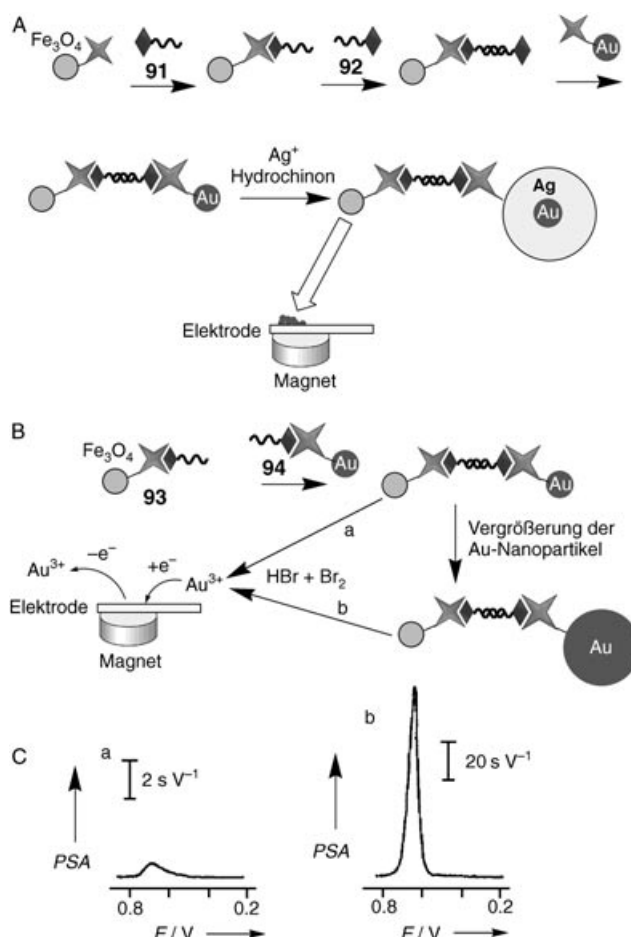 A
Fe₃O₄
91
92
Au
Au
Ag⁺
Hydrochinon
Ag
Au
Elektrode
Magnet
B
Fe₃O₄
93
94
Au
Au
a
Vergrößerung der
Au-Nanopartikel
Au³⁺
–e⁻
+e⁻
Au³⁺
HBr + Br₂
b
Elektrode
Magnet
Au
C
a
2 s V⁻¹
PSA
0.8
0.2
E / V
b
20 s V⁻¹
PSA
0.8
0.2
E / V